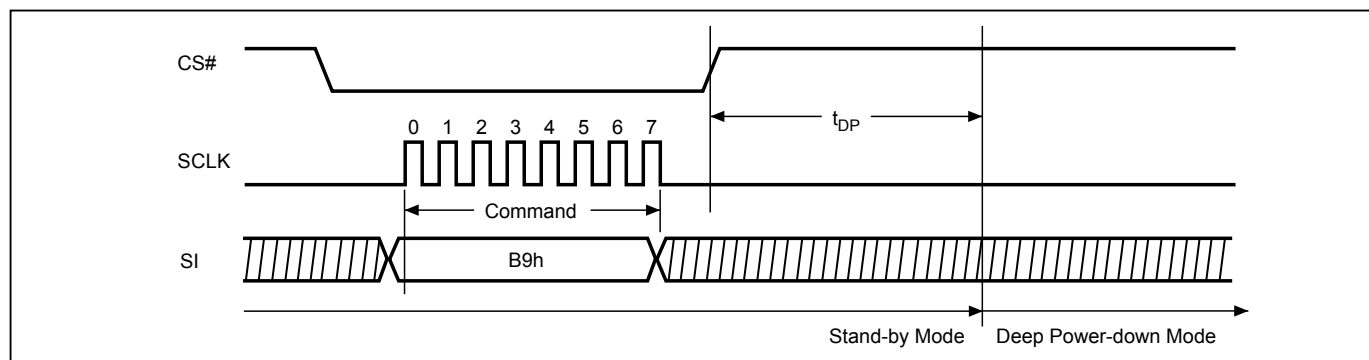 CS#
t_DP
0 1 2 3 4 5 6 7
SCLK
Command
SI
B9h
Stand-by Mode
Deep Power-down Mode